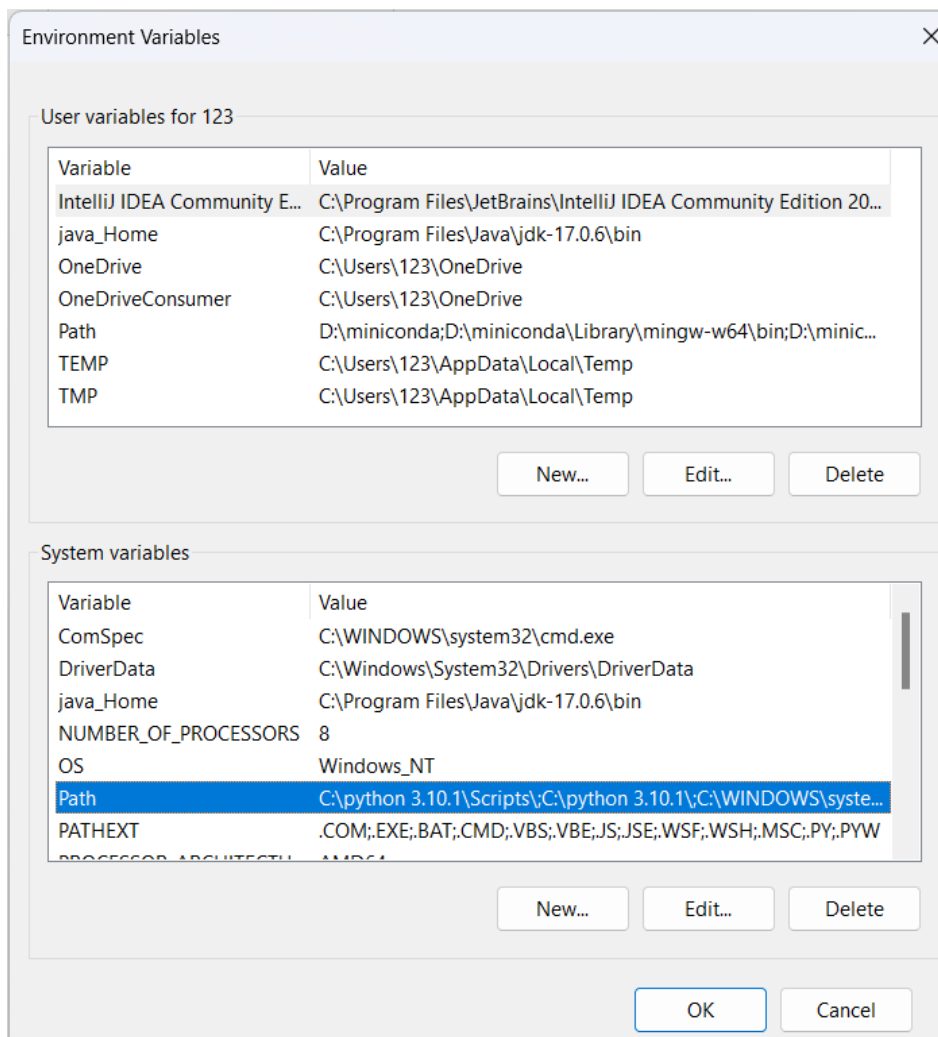 Environment Variables
User variables for 123
Variable Value
IntelliJ IDEA Community E... C:\Program Files\JetBrains\IntelliJ IDEA Community Edition 20...
java_Home C:\Program Files\Java\jdk-17.0.6\bin
OneDrive C:\Users\123\OneDrive
OneDriveConsumer C:\Users\123\OneDrive
Path D:\miniconda;D:\miniconda\Library\mingw-w64\bin;D:\minic...
TEMP C:\Users\123\AppData\Local\Temp
TMP C:\Users\123\AppData\Local\Temp
New... Edit... Delete
System variables
Variable Value
ComSpec C:\WINDOWS\system32\cmd.exe
DriverData C:\Windows\System32\Drivers\DriverData
java_Home C:\Program Files\Java\jdk-17.0.6\bin
NUMBER_OF_PROCESSORS 8
OS Windows_NT
Path C:\python 3.10.1\Scripts\;C:\python 3.10.1\;C:\WINDOWS\syste...
PATHEXT .COM;.EXE;.BAT;.CMD;.VBS;.VBE;.JS;.JSE;.WSF;.WSH;.MSC;.PY;.PYW
New... Edit... Delete
OK Cancel